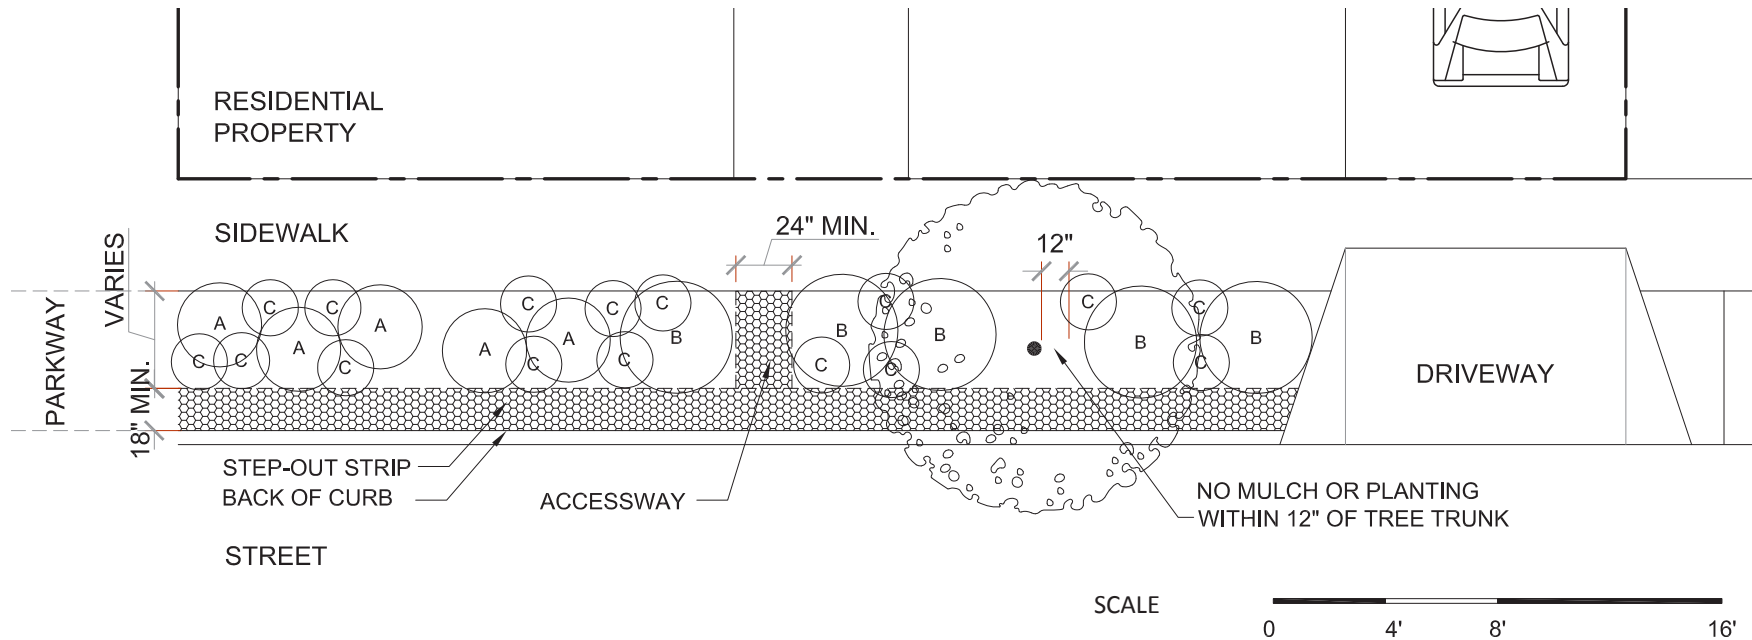 RESIDENTIAL
PROPERTY
SIDEWALK
24" MIN.
12"
VARIES
PARKWAY
18" MIN.
A
C
C
A
A
C
C
C
A
C
C
A
C
C
C
B
B
C
C
C
B
C
B
C
C
B
DRIVEWAY
STEP-OUT STRIP
BACK OF CURB
ACCESSWAY
NO MULCH OR PLANTING
WITHIN 12" OF TREE TRUNK
STREET
SCALE
0 4' 8' 16'